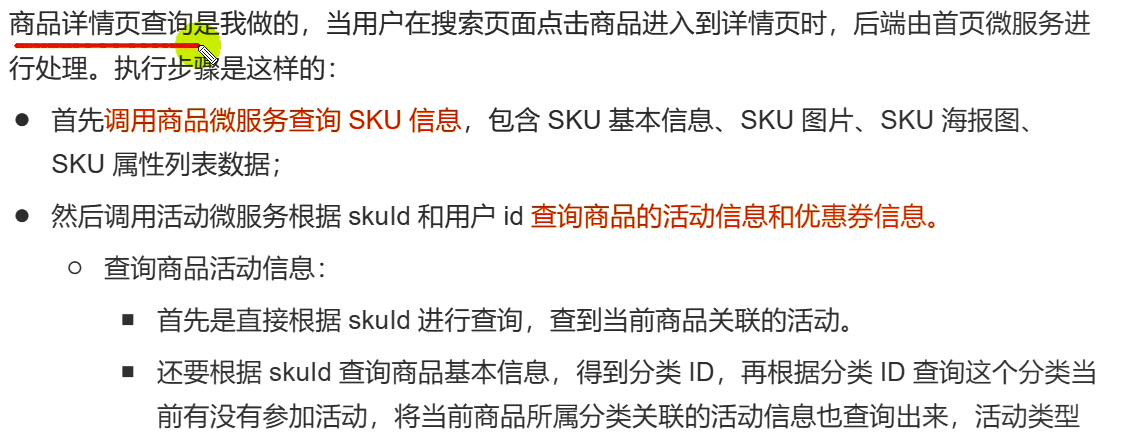 商品详情页查询是我做的，当用户在搜索页面点击商品进入到详情页时，后端由首页微服务进
行处理。执行步骤是这样的：
● 首先调用商品微服务查询 SKU 信息，包含 SKU 基本信息、SKU 图片、SKU 海报图、
SKU 属性列表数据；
● 然后调用活动微服务根据 skuId 和用户 id 查询商品的活动信息和优惠券信息。
○ 查询商品活动信息：
■ 首先是直接根据 skuId 进行查询，查到当前商品关联的活动。
■ 还要根据 skuId 查询商品基本信息，得到分类 ID，再根据分类 ID 查询这个分类当
前有没有参加活动，将当前商品所属分类关联的活动信息也查询出来，活动类型